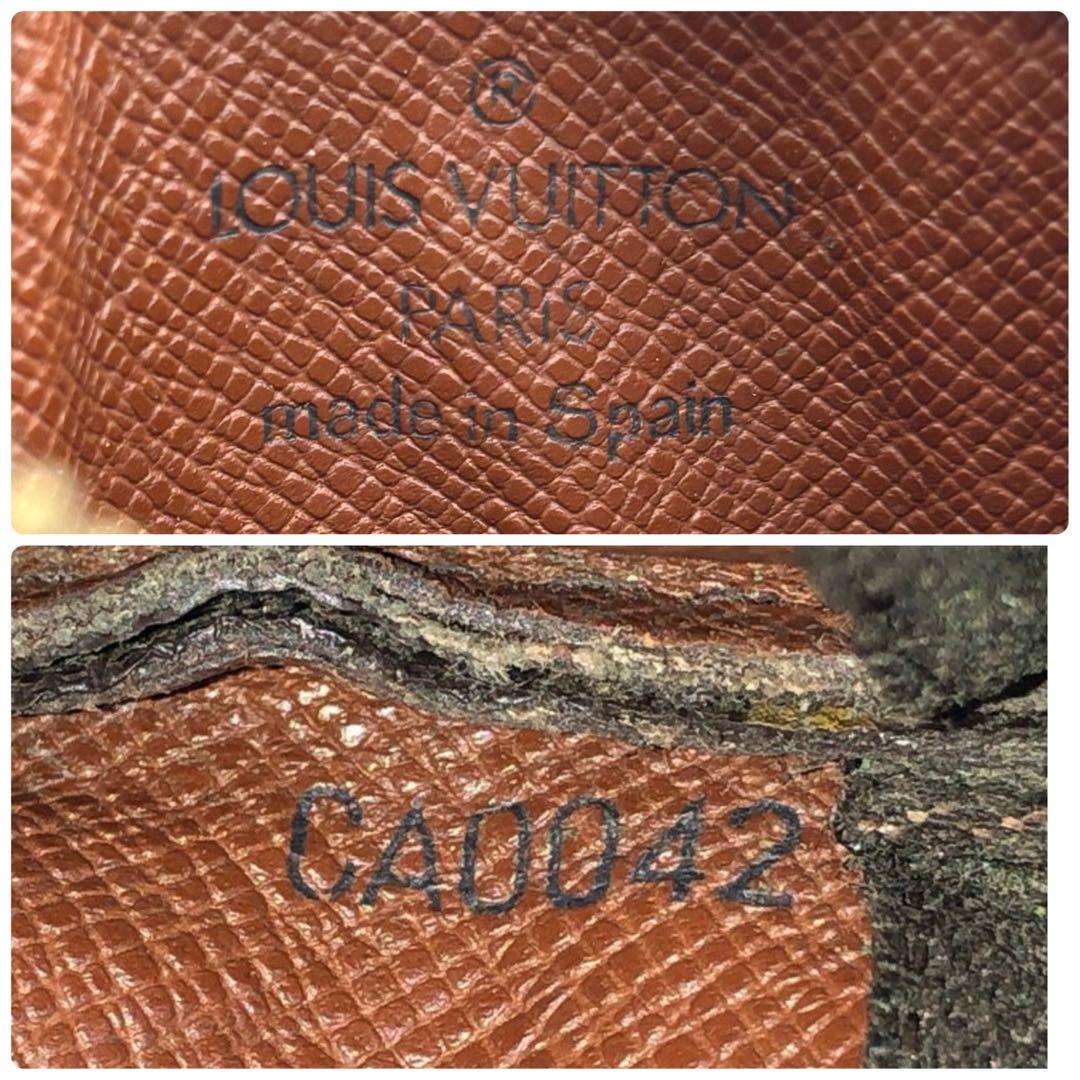 ®
LOUIS VUITTON
PARIS
made in Spain
CA0042